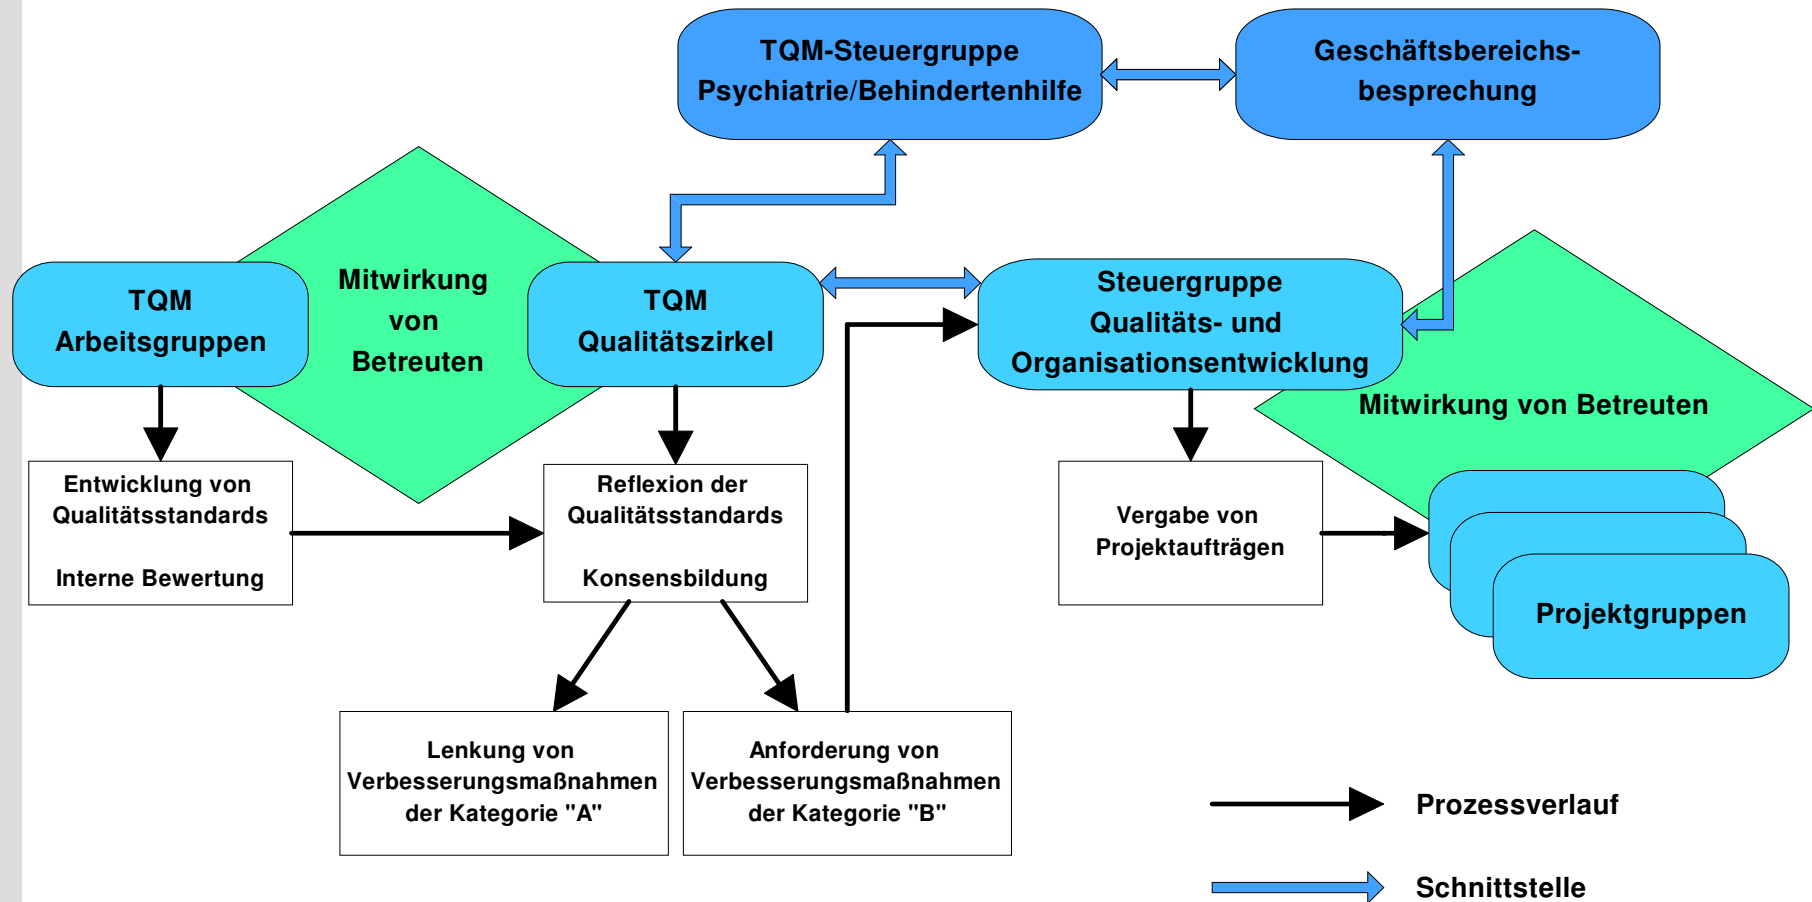 TQM-Steuergruppe
Psychiatrie/Behindertenhilfe
Geschäftsbereichs-
besprechung
Mitwirkung
von
Betreuten
TQM
Arbeitsgruppen
TQM
Qualitätszirkel
Steuergruppe
Qualitäts- und
Organisationsentwicklung
Mitwirkung von Betreuten
Entwicklung von
Qualitätsstandards
Interne Bewertung
Reflexion der
Qualitätsstandards
Konsensbildung
Vergabe von
Projektaufträgen
Projektgruppen
Lenkung von
Verbesserungsmaßnahmen
der Kategorie "A"
Anforderung von
Verbesserungsmaßnahmen
der Kategorie "B"
Prozessverlauf
Schnittstelle